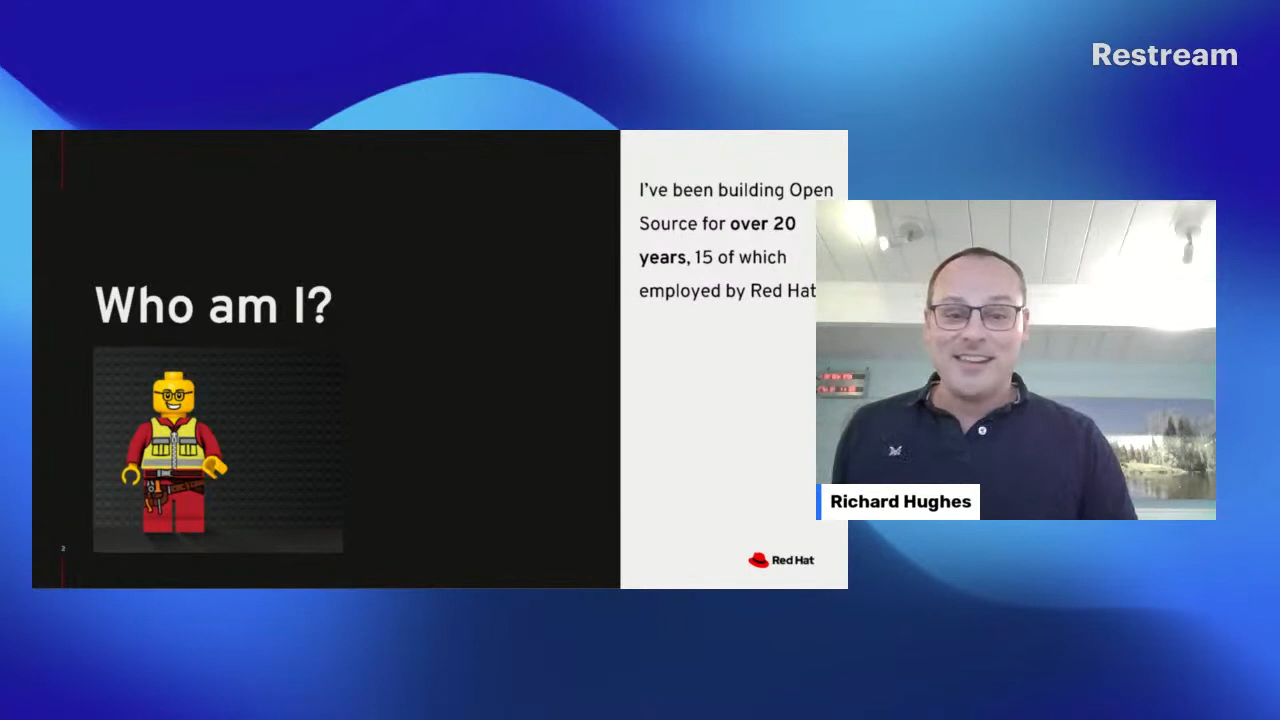 Restream
Who am I?
2
I've been building Open
Source for over 20
years, 15 of which
employed by Red Hat
Red Hat
Richard Hughes